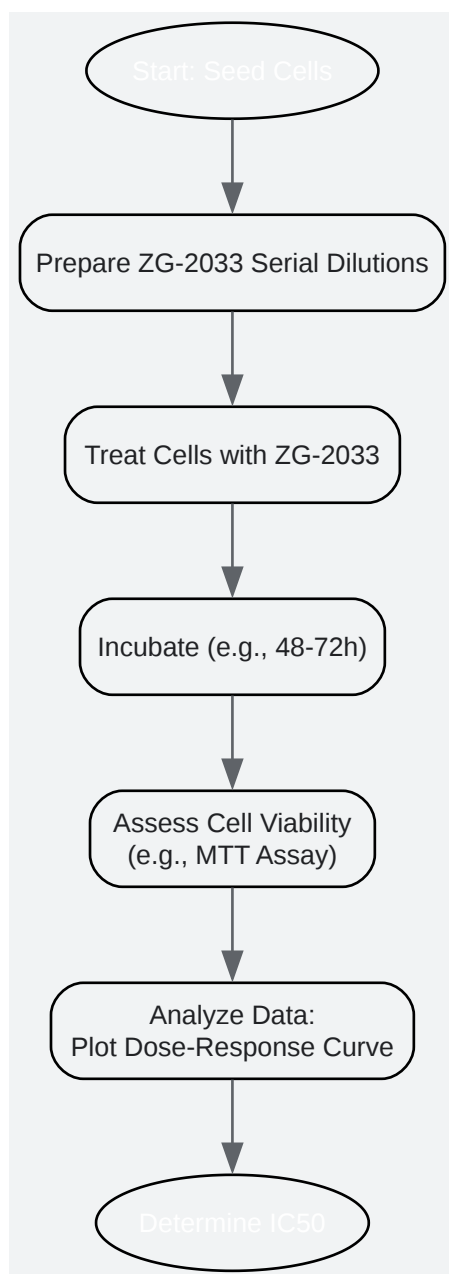 Start: Seed Cells
Prepare ZG-2033 Serial Dilutions
Treat Cells with ZG-2033
Incubate (e.g., 48-72h)
Assess Cell Viability
(e.g., MTT Assay)
Analyze Data:
Plot Dose-Response Curve
Determine IC50